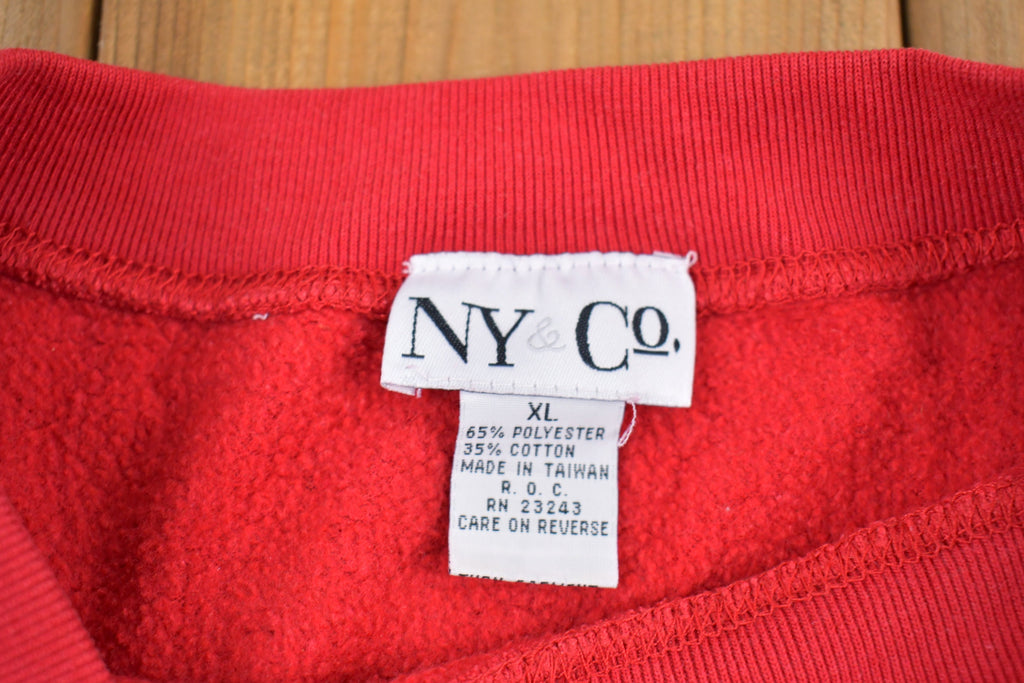 NY & Co.
XL
65% POLYESTER
35% COTTON
MADE IN TAIWAN
R. O. C.
RN 23243
CARE ON REVERSE